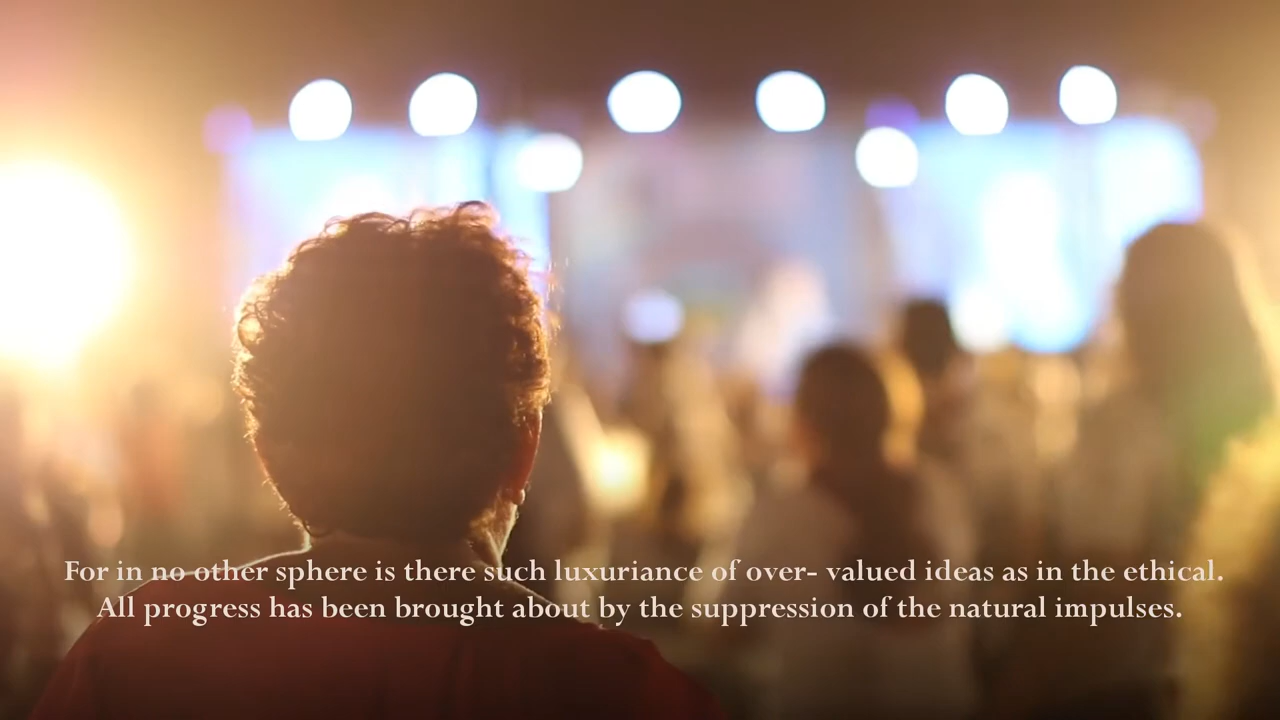 For in no other sphere is there such luxuriance of over- valued ideas as in the ethical.
All progress has been brought about by the suppression of the natural impulses.